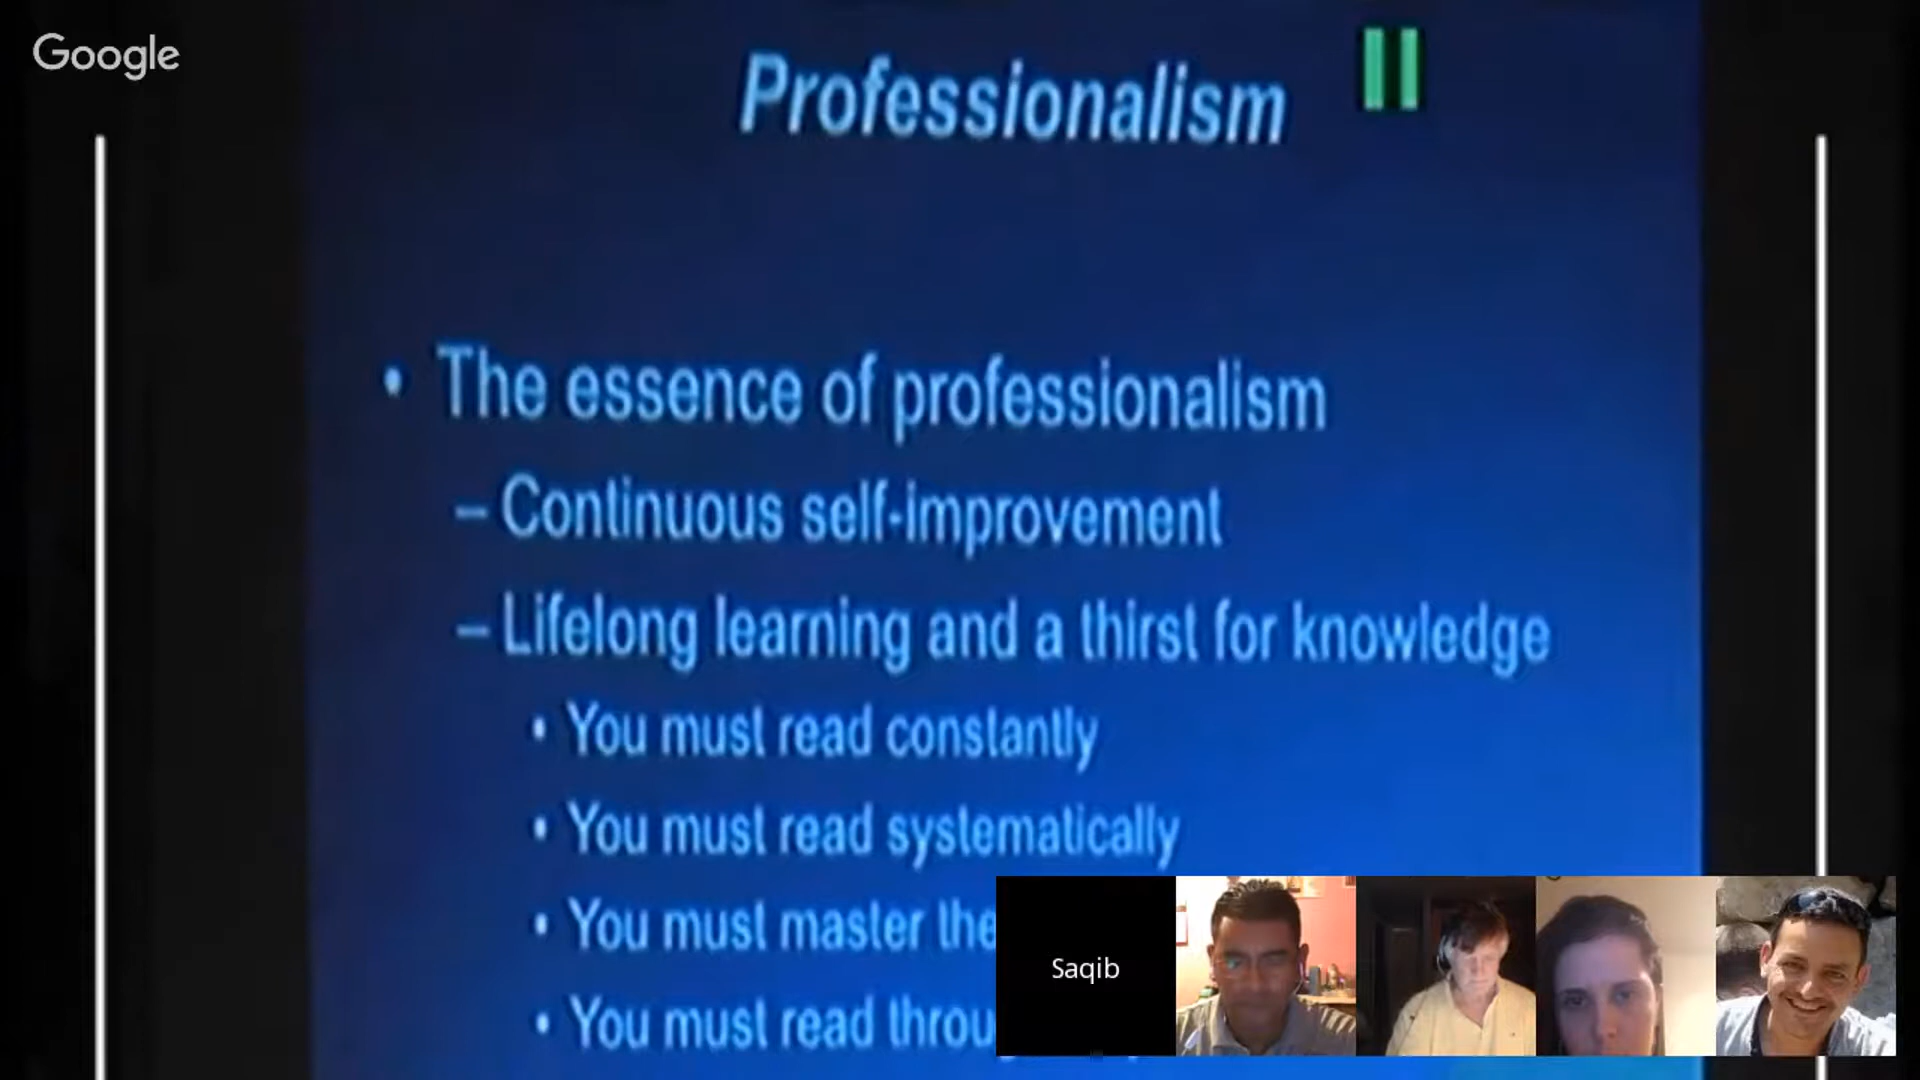 Google
Professionalism
• The essence of professionalism
– Continuous self-improvement
– Lifelong learning and a thirst for knowledge
• You must read constantly
• You must read systematically
• You must master the
• You must read
Saqib